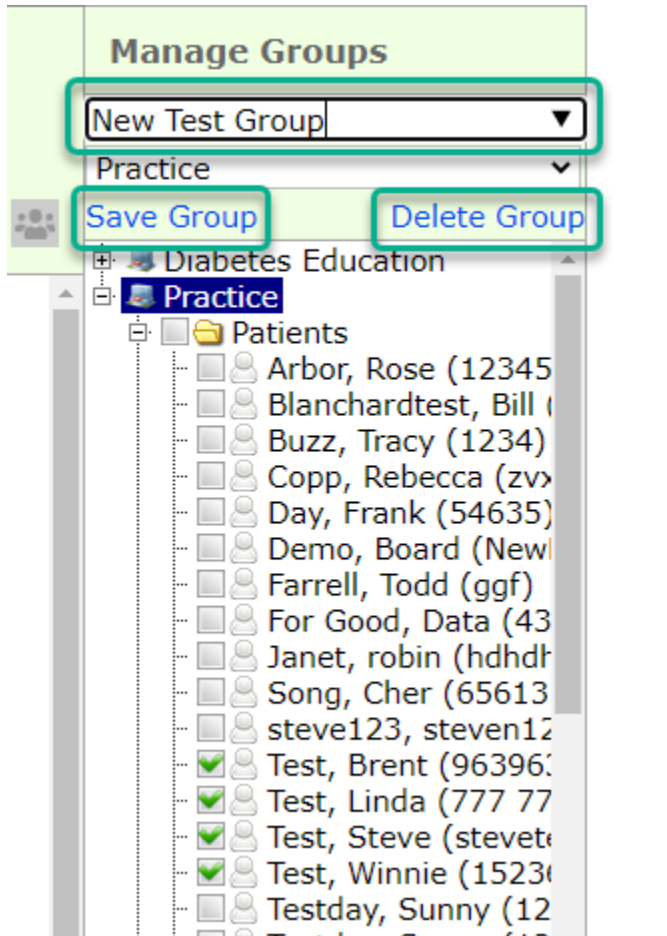 Manage Groups
New Test Group
Practice
Save Group Delete Group
Diabetes Education
Practice
Patients
Arbor, Rose (12345
Blanchardtest, Bill (
Buzz, Tracy (1234)
Copp, Rebecca (zvx
Day, Frank (54635)
Demo, Board (Newl
Farrell, Todd (ggf)
For Good, Data (43
Janet, robin (hdhdh
Song, Cher (65613
steve123, steven12
Test, Brent (96396
Test, Linda (777 77
Test, Steve (stevete
Test, Winnie (15236
Testday, Sunny (12